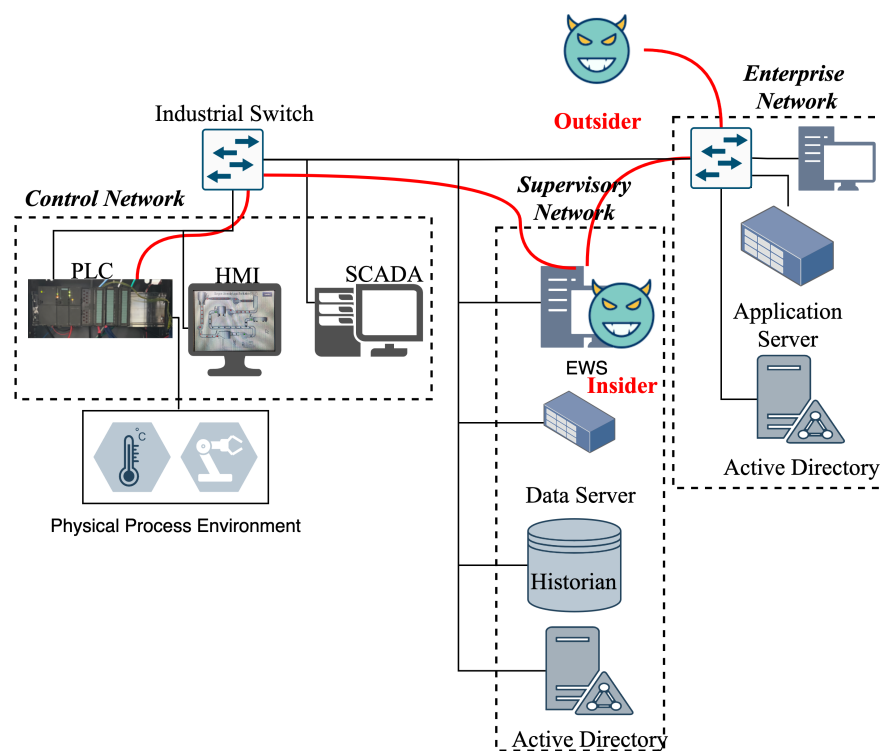 Enterprise
Network
Outsider
Industrial Switch
Control Network
Supervisory
Network
PLC
HMI
SCADA
EWS
Insider
Application
Server
Active Directory
°C
Physical Process Environment
Data Server
Historian
Active Directory